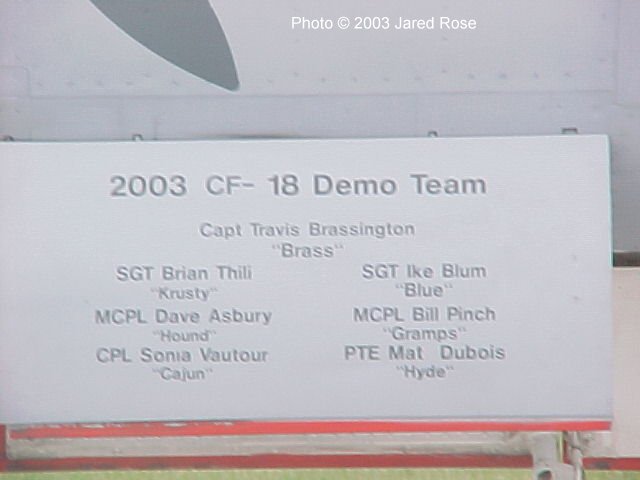 Photo © 2003 Jared Rose
2003 CF- 18 Demo Team
Capt Travis Brassington
"Brass"
SGT Brian Thili
"Krusty"
SGT Ike Blum
"Blue"
MCPL Dave Asbury
"Hound"
MCPL Bill Pinch
"Gramps"
CPL Sonia Vautour
"Cajun"
PTE Mat Dubois
"Hyde"